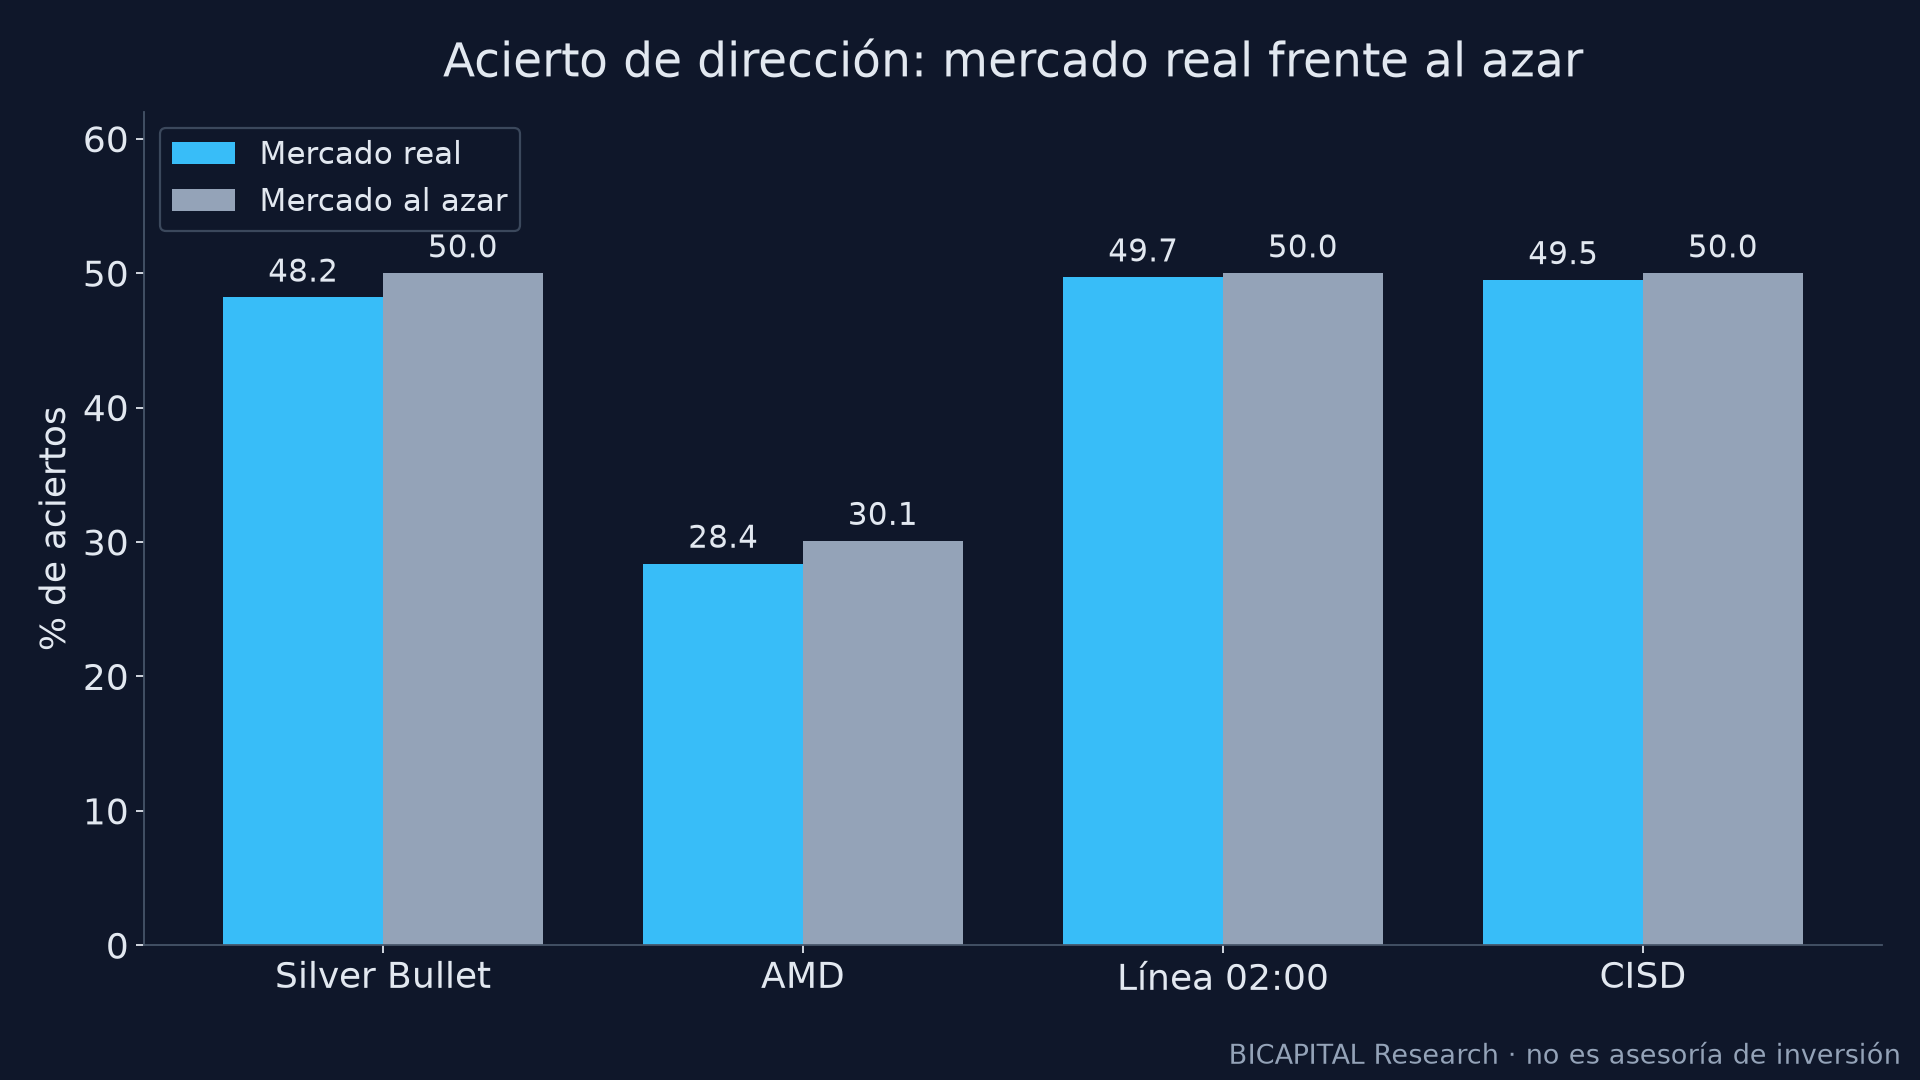 Acierto de dirección: mercado real frente al azar
Mercado real
Mercado al azar
% de aciertos
60
50
40
30
20
10
0
48.2
50.0
28.4
30.1
49.7
50.0
49.5
50.0
Silver Bullet
AMD
Línea 02:00
CISD
BICAPITAL Research · no es asesoría de inversión